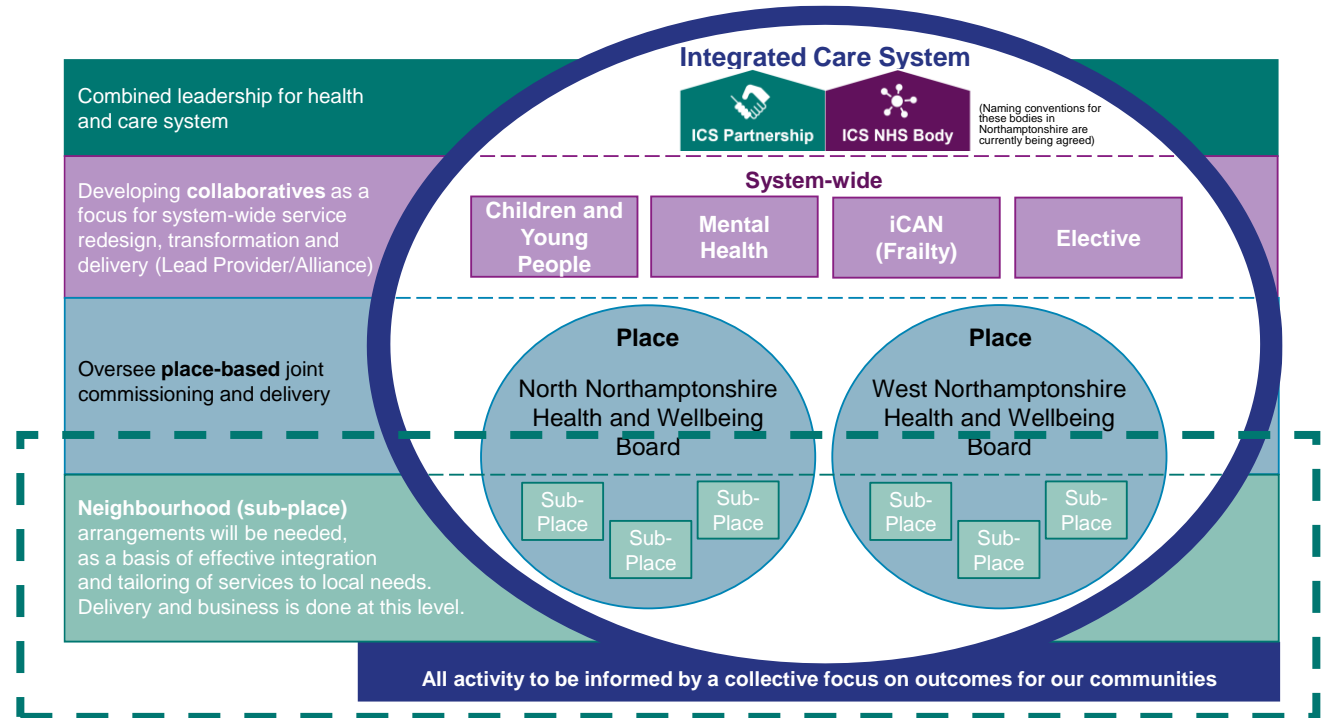 Integrated Care System
Combined leadership for health
and care system
ICS Partnership
ICS NHS Body
(Naming conventions for
these bodies in
Northamptonshire are
currently being agreed)
Developing collaboratives as a
focus for system-wide service
redesign, transformation and
delivery (Lead Provider/Alliance)
System-wide
Children and
Young
People
Mental
Health
iCAN
(Frailty)
Elective
Oversee place-based joint
commissioning and delivery
Place
North Northamptonshire
Health and Wellbeing
Board
Place
West Northamptonshire
Health and Wellbeing
Board
Neighbourhood (sub-place)
arrangements will be needed,
as a basis of effective integration
and tailoring of services to local needs.
Delivery and business is done at this level.
Sub-
Place
Sub-
Place
Sub-
Place
Sub-
Place
Sub-
Place
Sub-
Place
All activity to be informed by a collective focus on outcomes for our communities